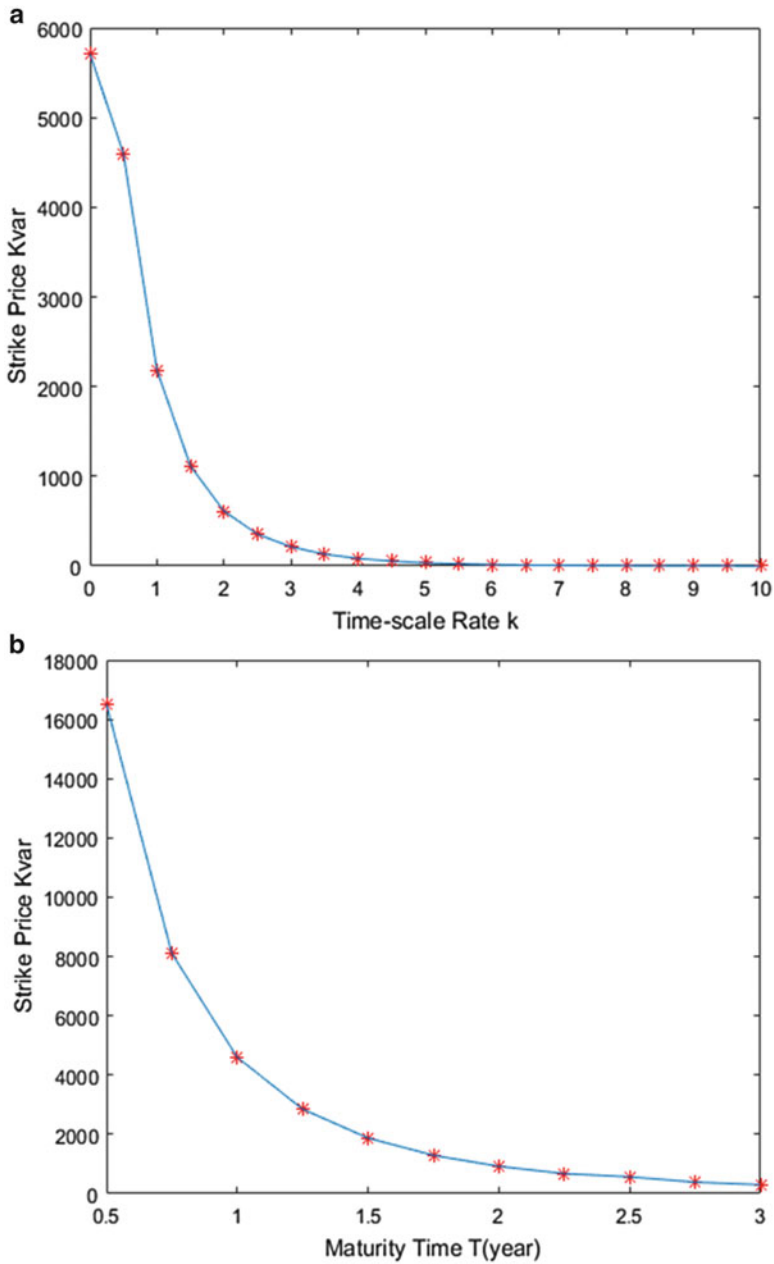 a
6000
5000
4000
3000
2000
1000
0
Strike Price Kvar
0 1 2 3 4 5 6 7 8 9 10
Time-scale Rate k
b
18000
16000
14000
12000
10000
8000
6000
4000
2000
0
Strike Price Kvar
0.5 1 1.5 2 2.5 3
Maturity Time T(year)